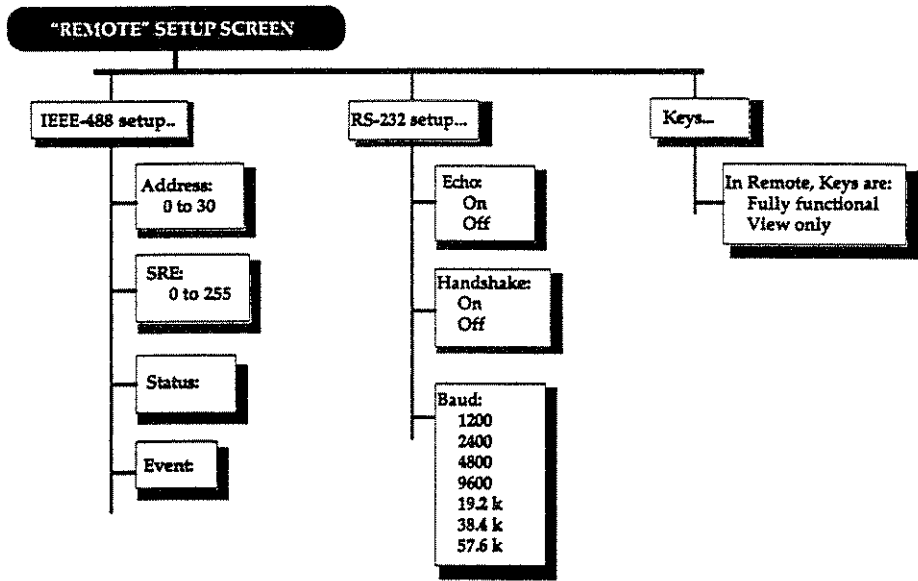 "REMOTE" SETUP SCREEN
IEEE-488 setup..
Address:
0 to 30
SRE:
0 to 255
Status:
Event:
RS-232 setup...
Echo:
On
Off
Handshake:
On
Off
Baud:
1200
2400
4800
9600
19.2 k
38.4 k
57.6 k
Keys...
In Remote, Keys are:
Fully functional
View only